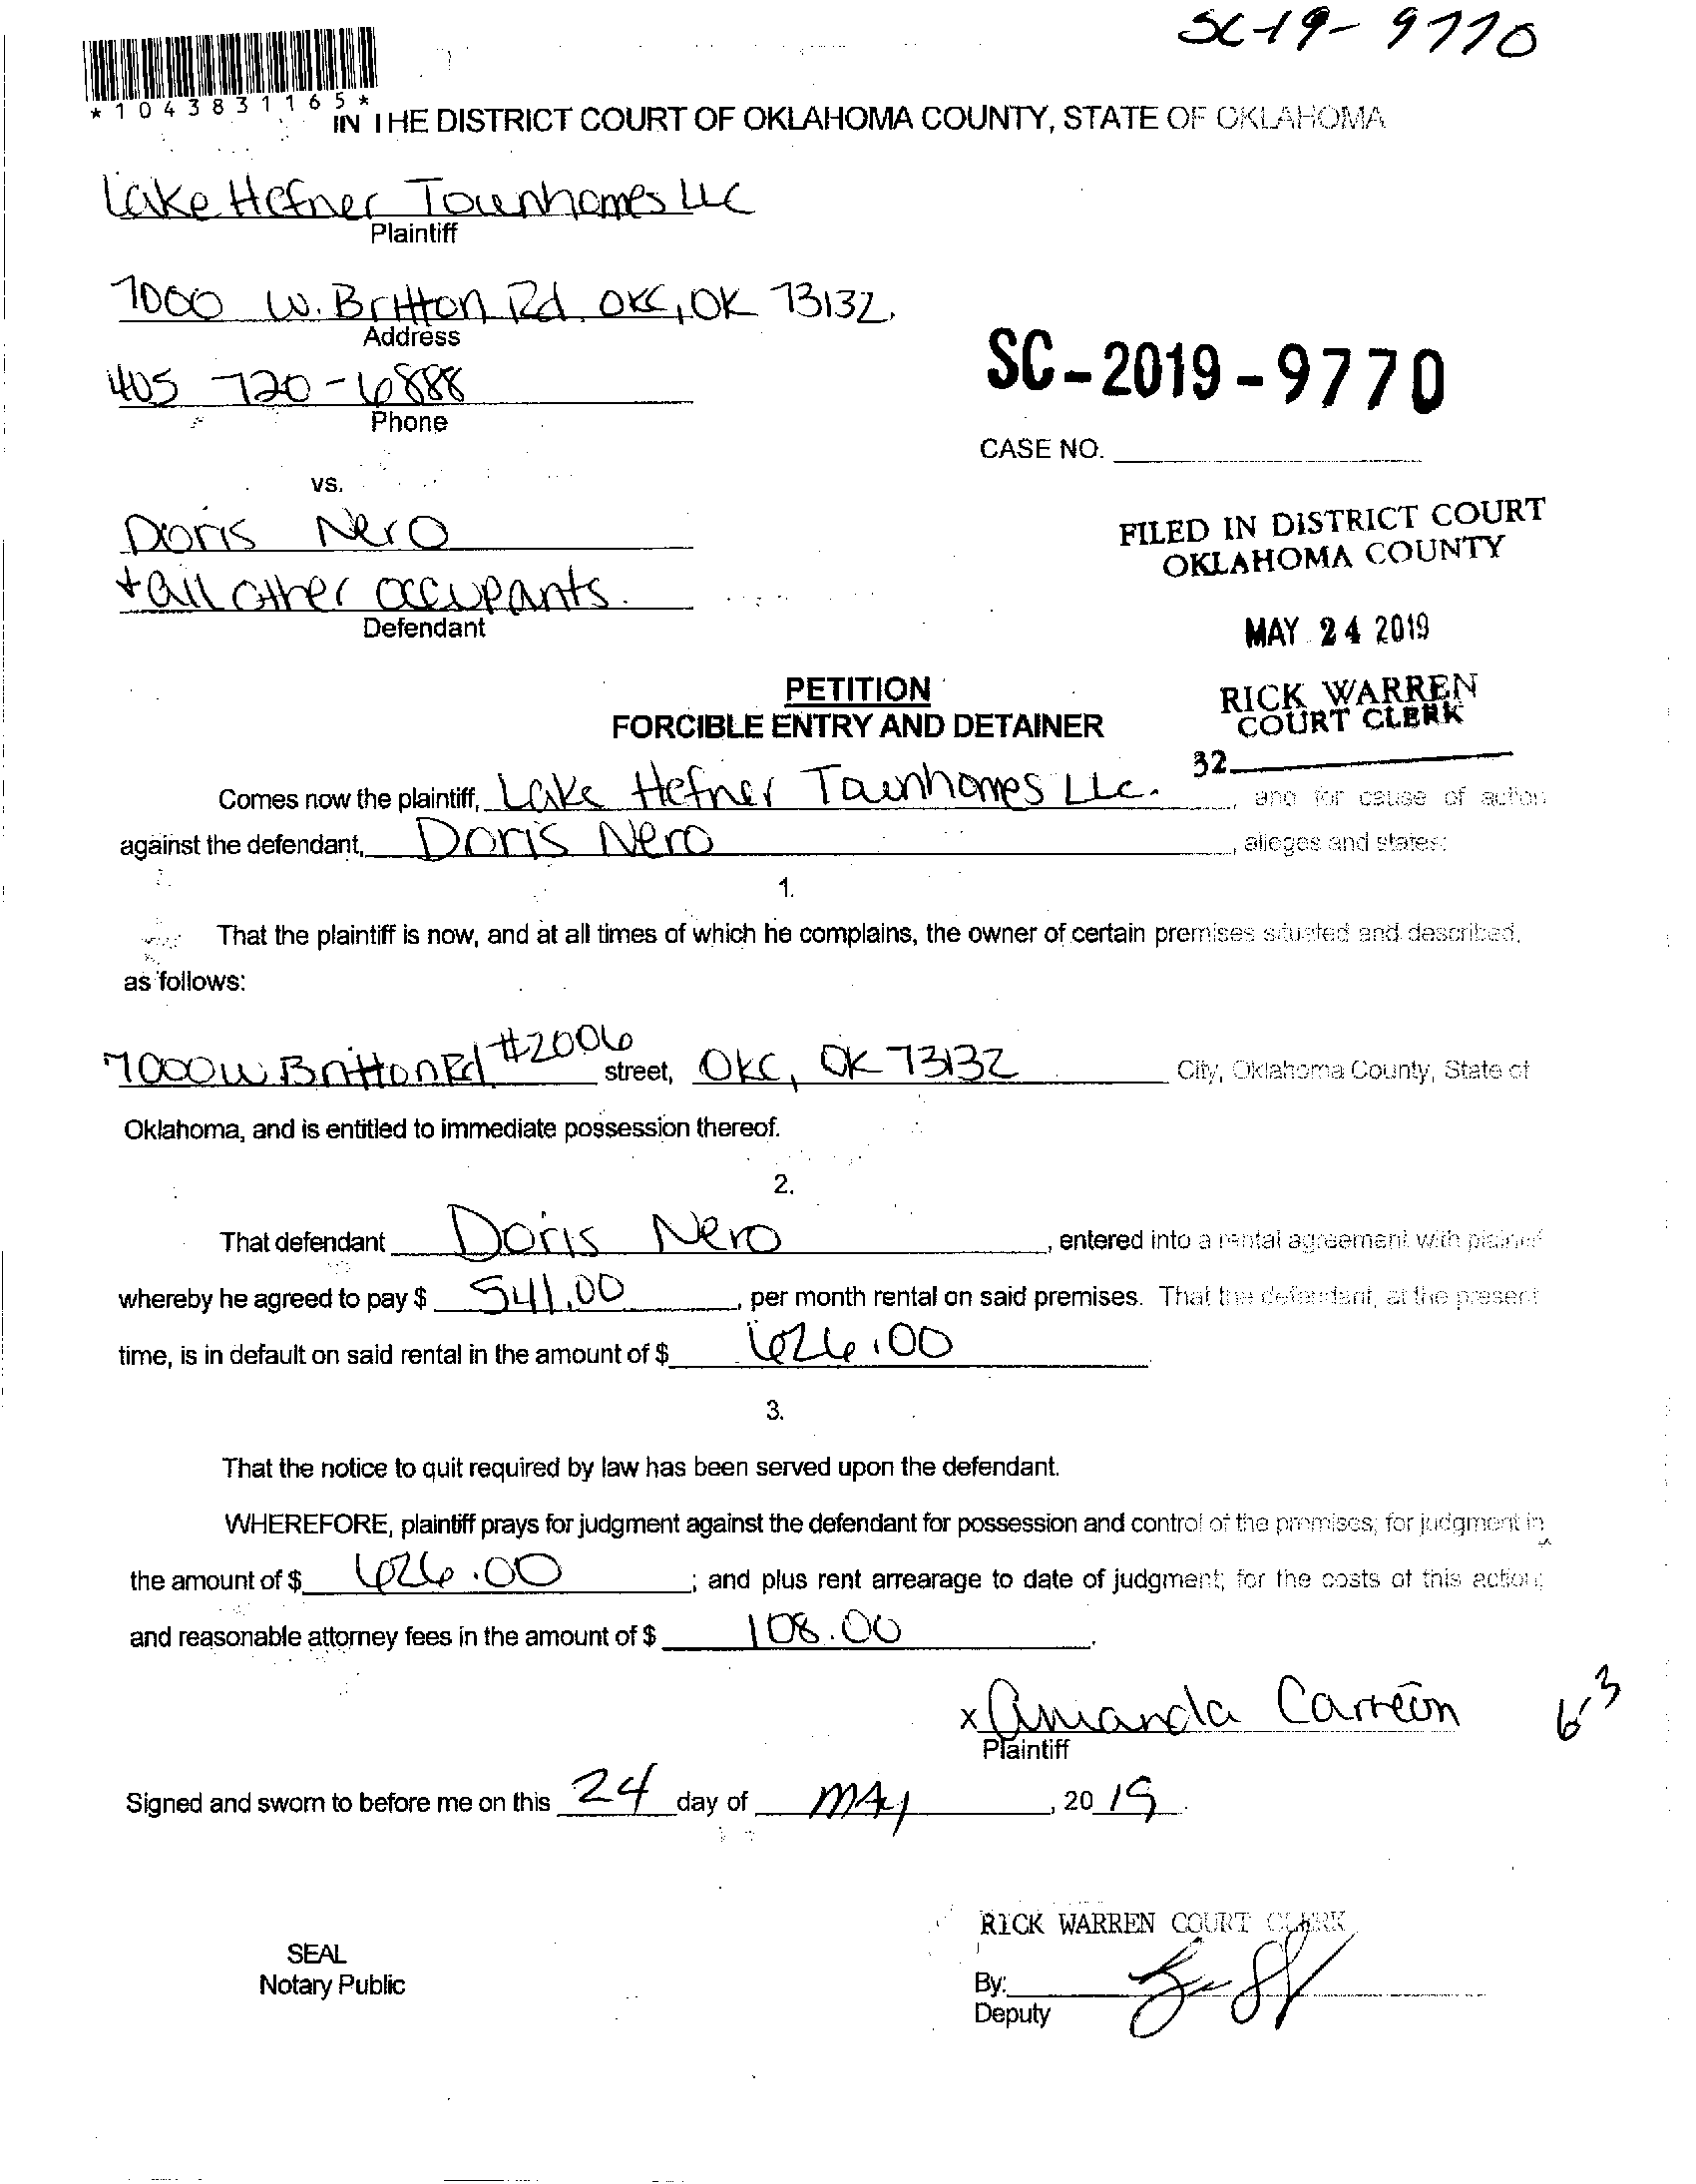 SC-19-9770
*1043831165*
IN THE DISTRICT COURT OF OKLAHOMA COUNTY, STATE OF OKLAHOMA
Lake Hefner Townhomes LLC
Plaintiff
7000 W. Britton Rd. OKC, OK 73132.
Address
405 720-6888
Phone
SC-2019-9770
CASE NO.
vs.
Doris Nero
+ all other occupants.
Defendant
FILED IN DISTRICT COURT
OKLAHOMA COUNTY
MAY 24 2019
RICK WARREN
COURT CLERK
32
PETITION
FORCIBLE ENTRY AND DETAINER
Comes now the plaintiff, Lake Hefner Townhomes LLC. , and for cause of action
against the defendant, Doris Nero , alleges and states:
1.
That the plaintiff is now, and at all times of which he complains, the owner of certain premises situated and described,
as follows:
7000 W Britton Rd #2006 street, OKC, OK 73132 City, Oklahoma County, State of
Oklahoma, and is entitled to immediate possession thereof.
2.
That defendant Doris Nero , entered into a rental agreement with plaintiff
whereby he agreed to pay $ 541.00 , per month rental on said premises. That the defendant, at the present
time, is in default on said rental in the amount of $ 626.00 .
3.
That the notice to quit required by law has been served upon the defendant.
WHEREFORE, plaintiff prays for judgment against the defendant for possession and control of the premises; for judgment in
the amount of $ 626.00 ; and plus rent arrearage to date of judgment; for the costs of this action;
and reasonable attorney fees in the amount of $ 108.00 .
x Amanda Carreon
Plaintiff
6-3
Signed and sworn to before me on this 24 day of MAy , 20 19 .
RICK WARREN COURT CLERK
SEAL
Notary Public
By:
Deputy